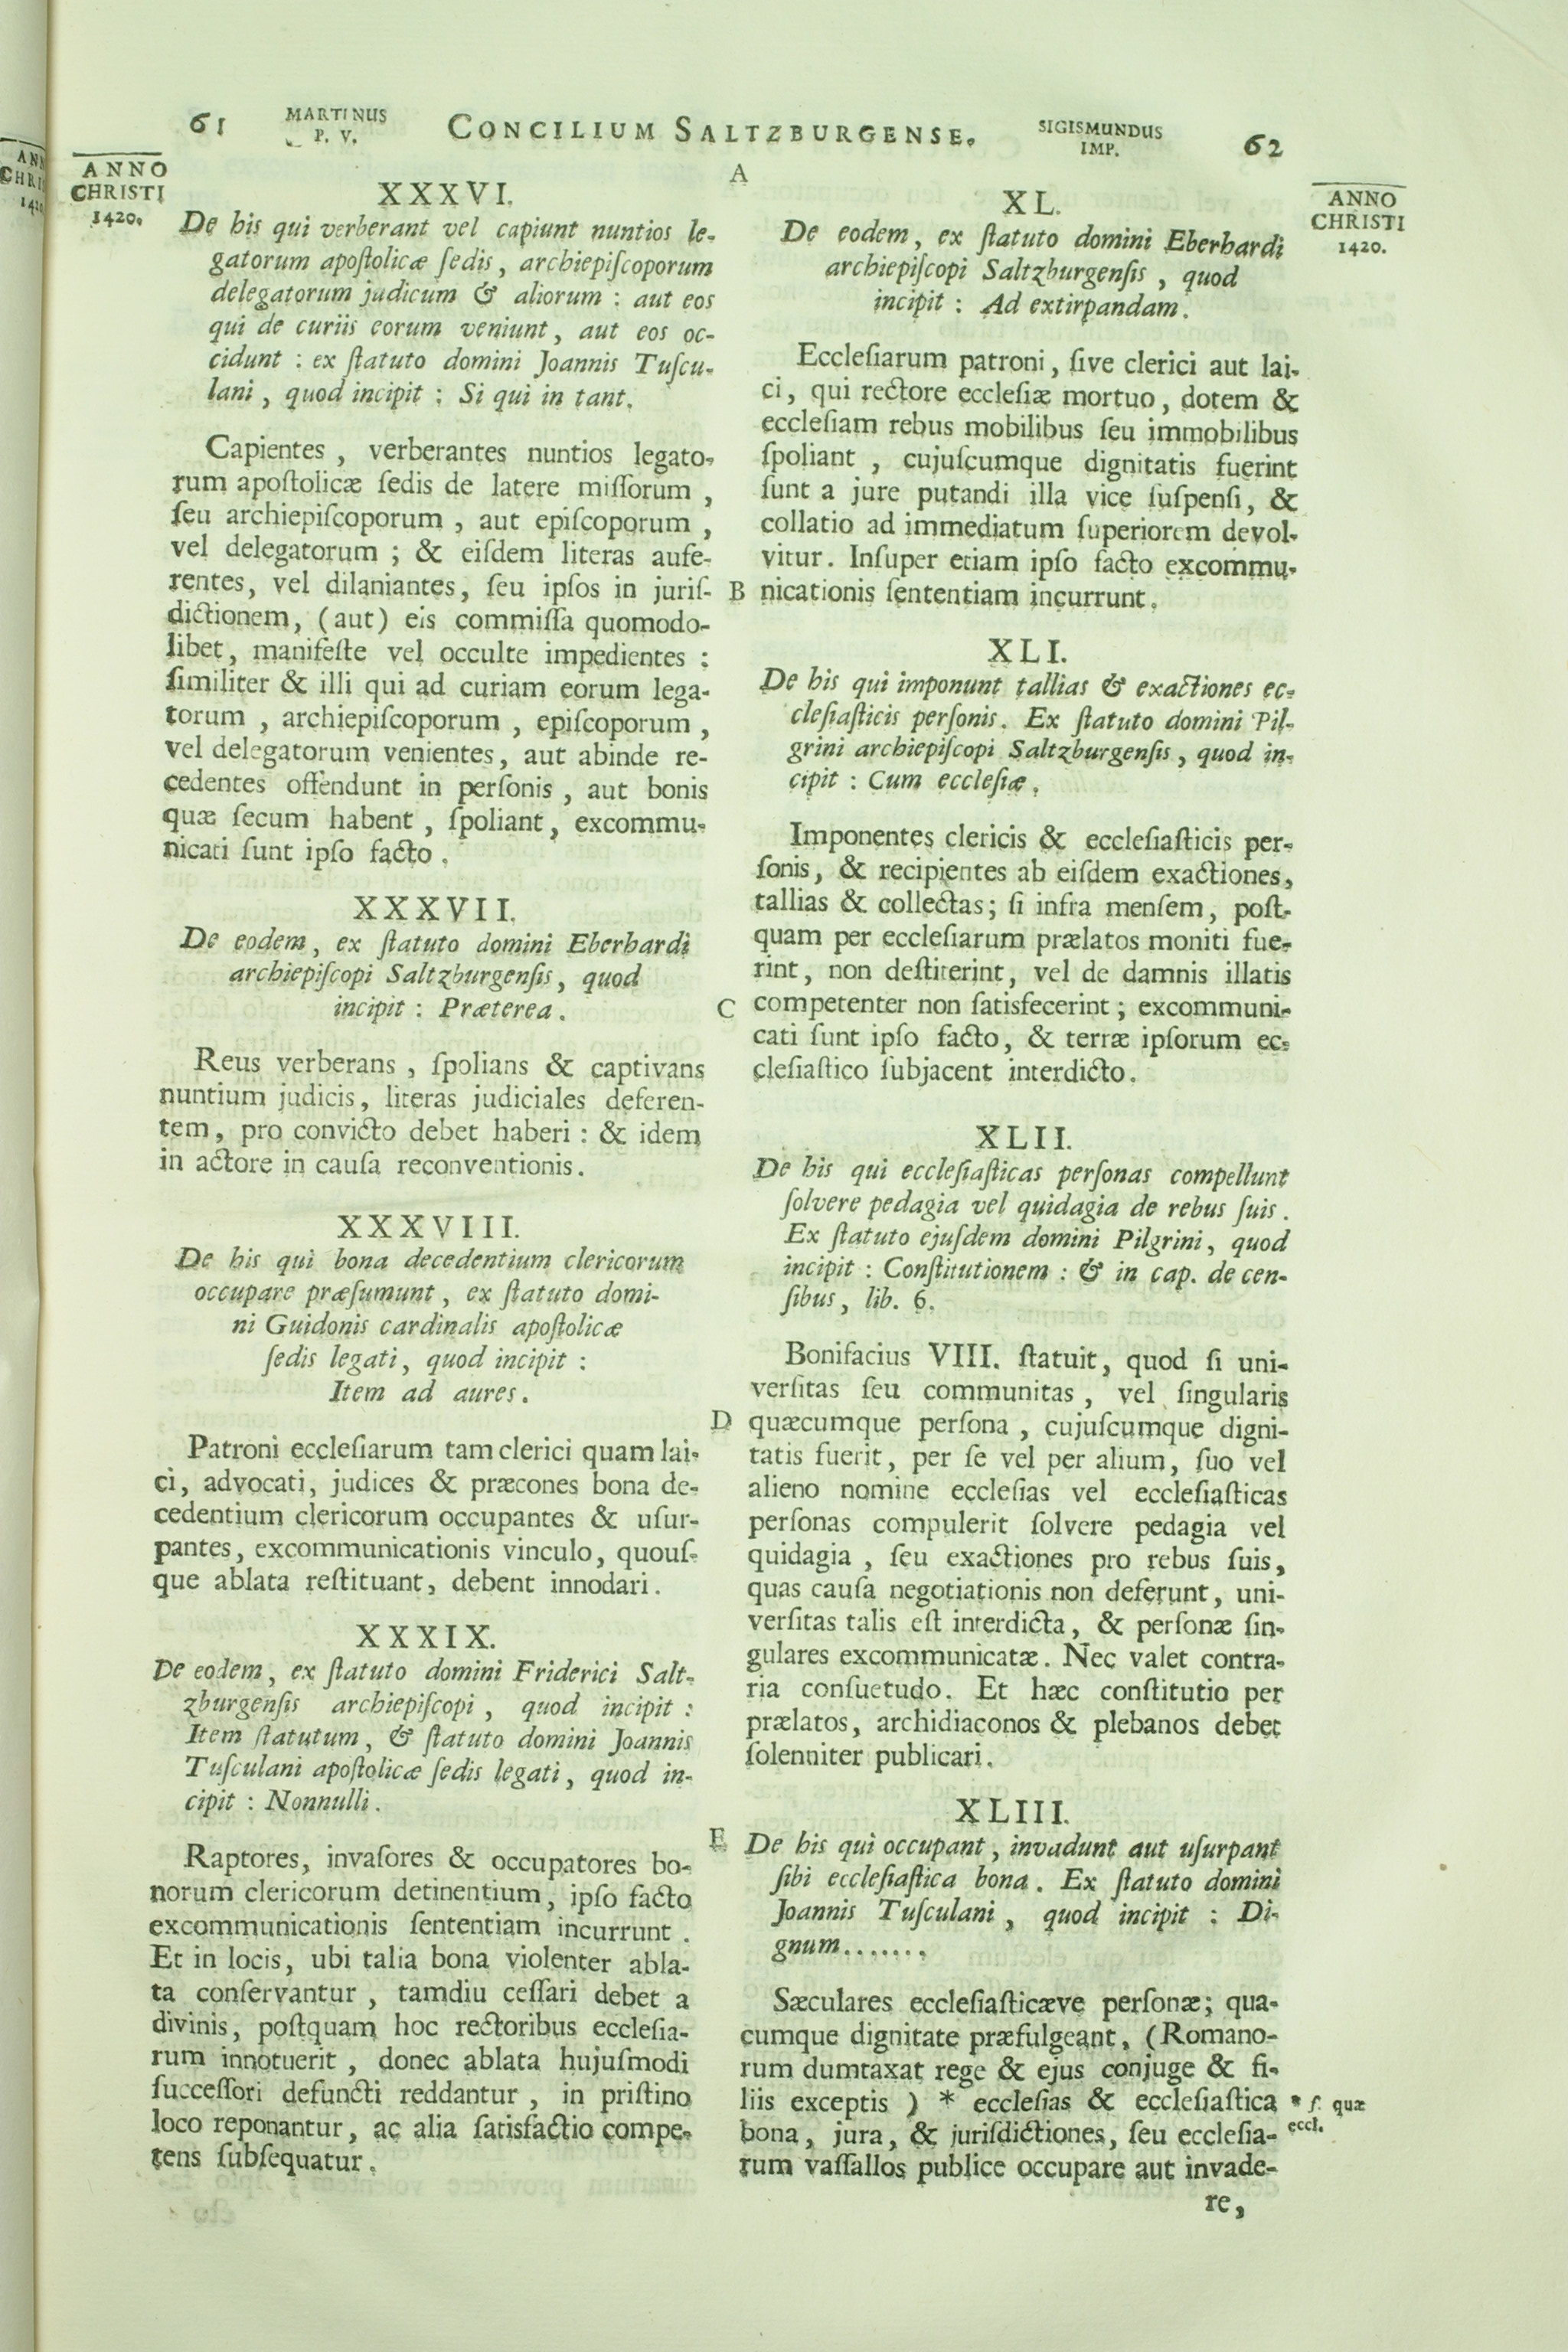 61 MARTINUS P. V. CONCILIUM SALTZBURGENSE. SIGISMUNDUS IMP. 62
ANNO
CHRISTI
1420.
XXXVI.
De his qui verberant vel capiunt nuntios le-
gatorum apoſtolicæ ſedis, archiepiſcoporum
delegatorum judicum & aliorum : aut eos
qui de curiis eorum veniunt, aut eos oc-
cidunt : ex ſtatuto domini Joannis Tuſcu-
lani, quod incipit : Si qui in tant.
Capientes, verberantes nuntios legato-
rum apoſtolicæ ſedis de latere miſſorum,
ſeu archiepiſcoporum, aut epiſcoporum,
vel delegatorum ; & eiſdem literas aufe-
rentes, vel dilaniantes, ſeu ipſos in juriſ-
dictionem, (aut) eis commiſſa quomodo-
libet, manifeſte vel occulte impedientes :
ſimiliter & illi qui ad curiam eorum lega-
torum, archiepiſcoporum, epiſcoporum,
vel delegatorum venientes, aut abinde re-
cedentes offendunt in perſonis, aut bonis
quæ ſecum habent, ſpoliant, excommu-
nicati ſunt ipſo facto.
XXXVII.
De eodem, ex ſtatuto domini Eberhardi
archiepiſcopi Saltzburgenſis, quod
incipit : Præterea.
Reus verberans, ſpolians & captivans
nuntium judicis, literas judiciales deferen-
tem, pro convicto debet haberi : & idem
in actore in cauſa reconventionis.
XXXVIII.
De his qui bona decedentium clericorum
occupare præſumunt, ex ſtatuto domi-
ni Guidonis cardinalis apoſtolicæ
ſedis legati, quod incipit :
Item ad aures.
Patroni eccleſiarum tam clerici quam lai-
ci, advocati, judices & præcones bona de-
cedentium clericorum occupantes & uſur-
pantes, excommunicationis vinculo, quouſ-
que ablata reſtituant, debent innodari.
XXXIX.
De eodem, ex ſtatuto domini Friderici Salt-
zburgenſis archiepiſcopi, quod incipit :
Item ſtatutum, & ſtatuto domini Joannis
Tuſculani apoſtolicæ ſedis legati, quod in-
cipit : Nonnulli.
Raptores, invaſores & occupatores bo-
norum clericorum detinentium, ipſo facto
excommunicationis ſententiam incurrunt.
Et in locis, ubi talia bona violenter abla-
ta conſervantur, tamdiu ceſſari debet a
divinis, poſtquam hoc rectoribus eccleſia-
rum innotuerit, donec ablata hujuſmodi
ſucceſſori defuncti reddantur, in priſtino
loco reponantur, ac alia ſatisfactio compe-
tens ſubſequatur.
A
B
C
D
E
ANNO
CHRISTI
1420.
XL.
De eodem, ex ſtatuto domini Eberhardi
archiepiſcopi Saltzburgenſis, quod
incipit : Ad extirpandam.
Eccleſiarum patroni, ſive clerici aut lai-
ci, qui rectore eccleſiæ mortuo, dotem &
eccleſiam rebus mobilibus ſeu immobilibus
ſpoliant, cujuſcumque dignitatis fuerint
ſunt a jure putandi illa vice ſuſpenſi, &
collatio ad immediatum ſuperiorem devol-
vitur. Inſuper etiam ipſo facto excommu-
nicationis ſententiam incurrunt.
XLI.
De his qui imponunt tallias & exactiones ec-
cleſiaſticis perſonis. Ex ſtatuto domini Pil-
grini archiepiſcopi Saltzburgenſis, quod in-
cipit : Cum eccleſiæ.
Imponentes clericis & eccleſiaſticis per-
ſonis, & recipientes ab eiſdem exactiones,
tallias & collectas; ſi infra menſem, poſt-
quam per eccleſiarum prælatos moniti fue-
rint, non deſtiterint, vel de damnis illatis
competenter non ſatisfecerint ; excommuni-
cati ſunt ipſo facto, & terræ ipſorum ec-
cleſiaſtico ſubjacent interdicto.
XLII.
De his qui eccleſiaſticas perſonas compellunt
ſolvere pedagia vel quidagia de rebus ſuis.
Ex ſtatuto ejuſdem domini Pilgrini, quod
incipit : Conſtitutionem : & in cap. de cen-
ſibus, lib. 6.
Bonifacius VIII. ſtatuit, quod ſi uni-
verſitas ſeu communitas, vel ſingularis
quæcumque perſona, cujuſcumque digni-
tatis fuerit, per ſe vel per alium, ſuo vel
alieno nomine eccleſias vel eccleſiaſticas
perſonas compulerit ſolvere pedagia vel
quidagia, ſeu exactiones pro rebus ſuis,
quas cauſa negotiationis non deferunt, uni-
verſitas talis eſt interdicta, & perſonæ ſin-
gulares excommunicatæ. Nec valet contra-
ria conſuetudo. Et hæc conſtitutio per
prælatos, archidiaconos & plebanos debet
ſolenniter publicari.
XLIII.
De his qui occupant, invadunt aut uſurpant
ſibi eccleſiaſtica bona. Ex ſtatuto domini
Joannis Tuſculani, quod incipit : Di-
gnum.......
Sæculares eccleſiaſticæve perſonæ; qua-
cumque dignitate præfulgeant, (Romano-
rum dumtaxat rege & ejus conjuge & fi-
liis exceptis ) * eccleſias & eccleſiaſtica
bona, jura, & juriſdictiones, ſeu eccleſia-
rum vaſſallos publice occupare aut invade-
re,
* ſ. quæ
eccl.